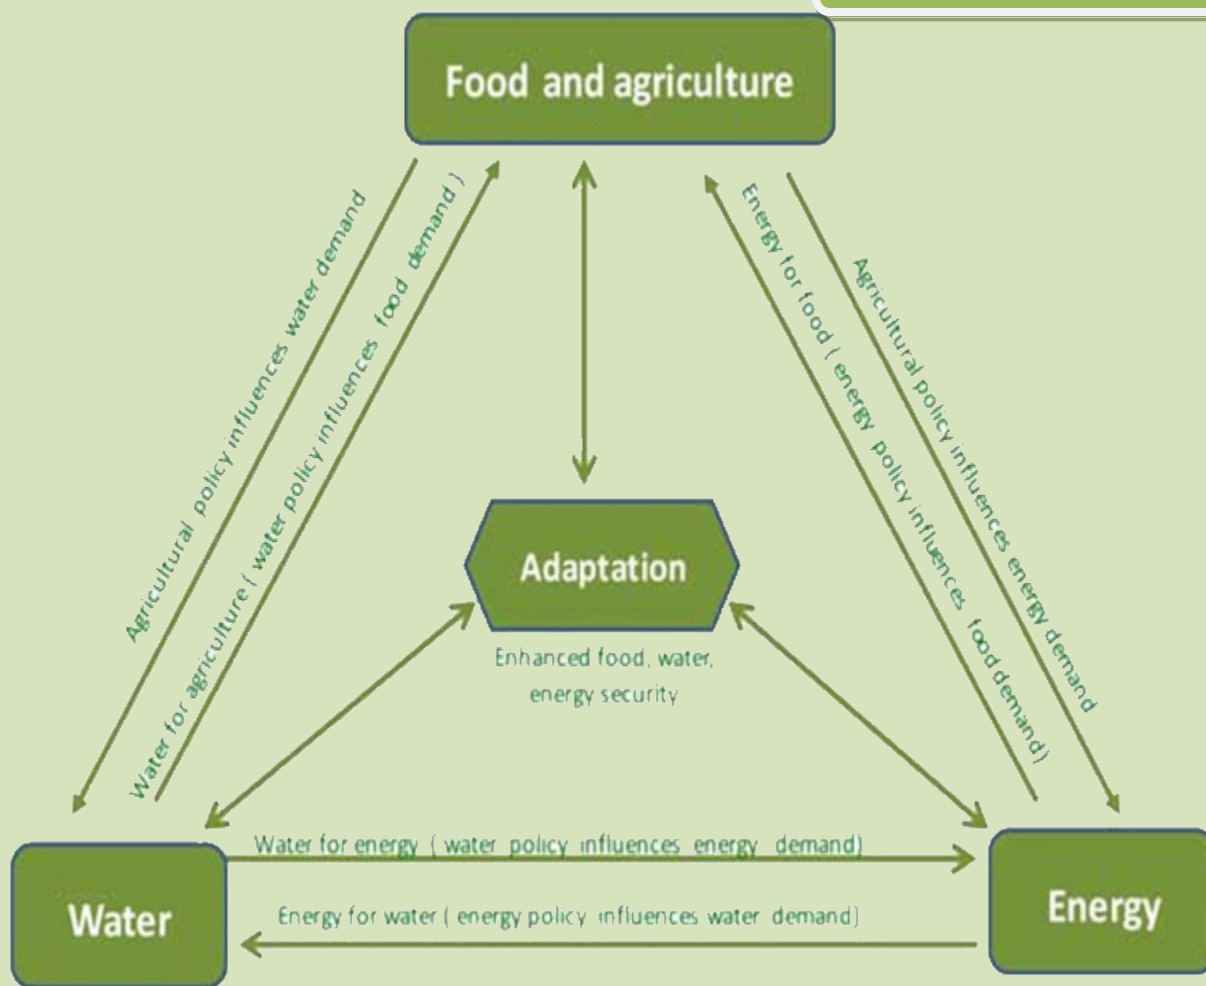 Food and agriculture
Agricultural policy influences water demand
Water for agriculture ( water policy influences food demand )
Energy for food ( energy policy influences food demand)
Agricultural policy influences energy demand
Adaptation
Enhanced food, water,
energy security
Water for energy ( water policy influences energy demand)
Energy for water ( energy policy influences water demand)
Water
Energy